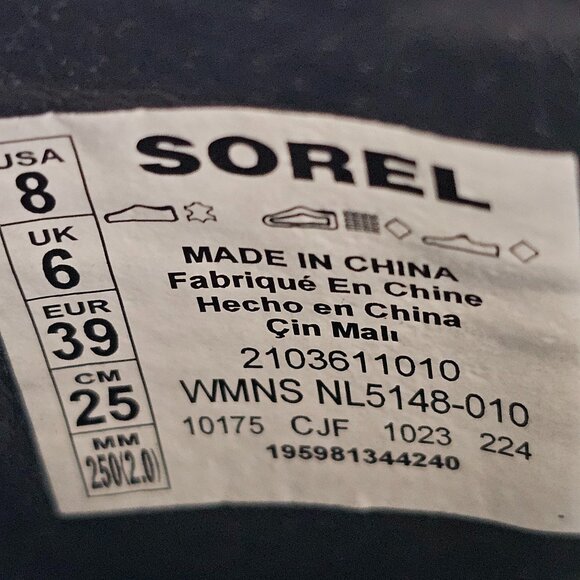 SOREL
USA
8
UK
6
EUR
39
CM
25
MM
250(2.0)
MADE IN CHINA
Fabriqué En Chine
Hecho en China
Çin Malı
2103611010
WMNS NL5148-010
10175 CJF 1023 224
195981344240